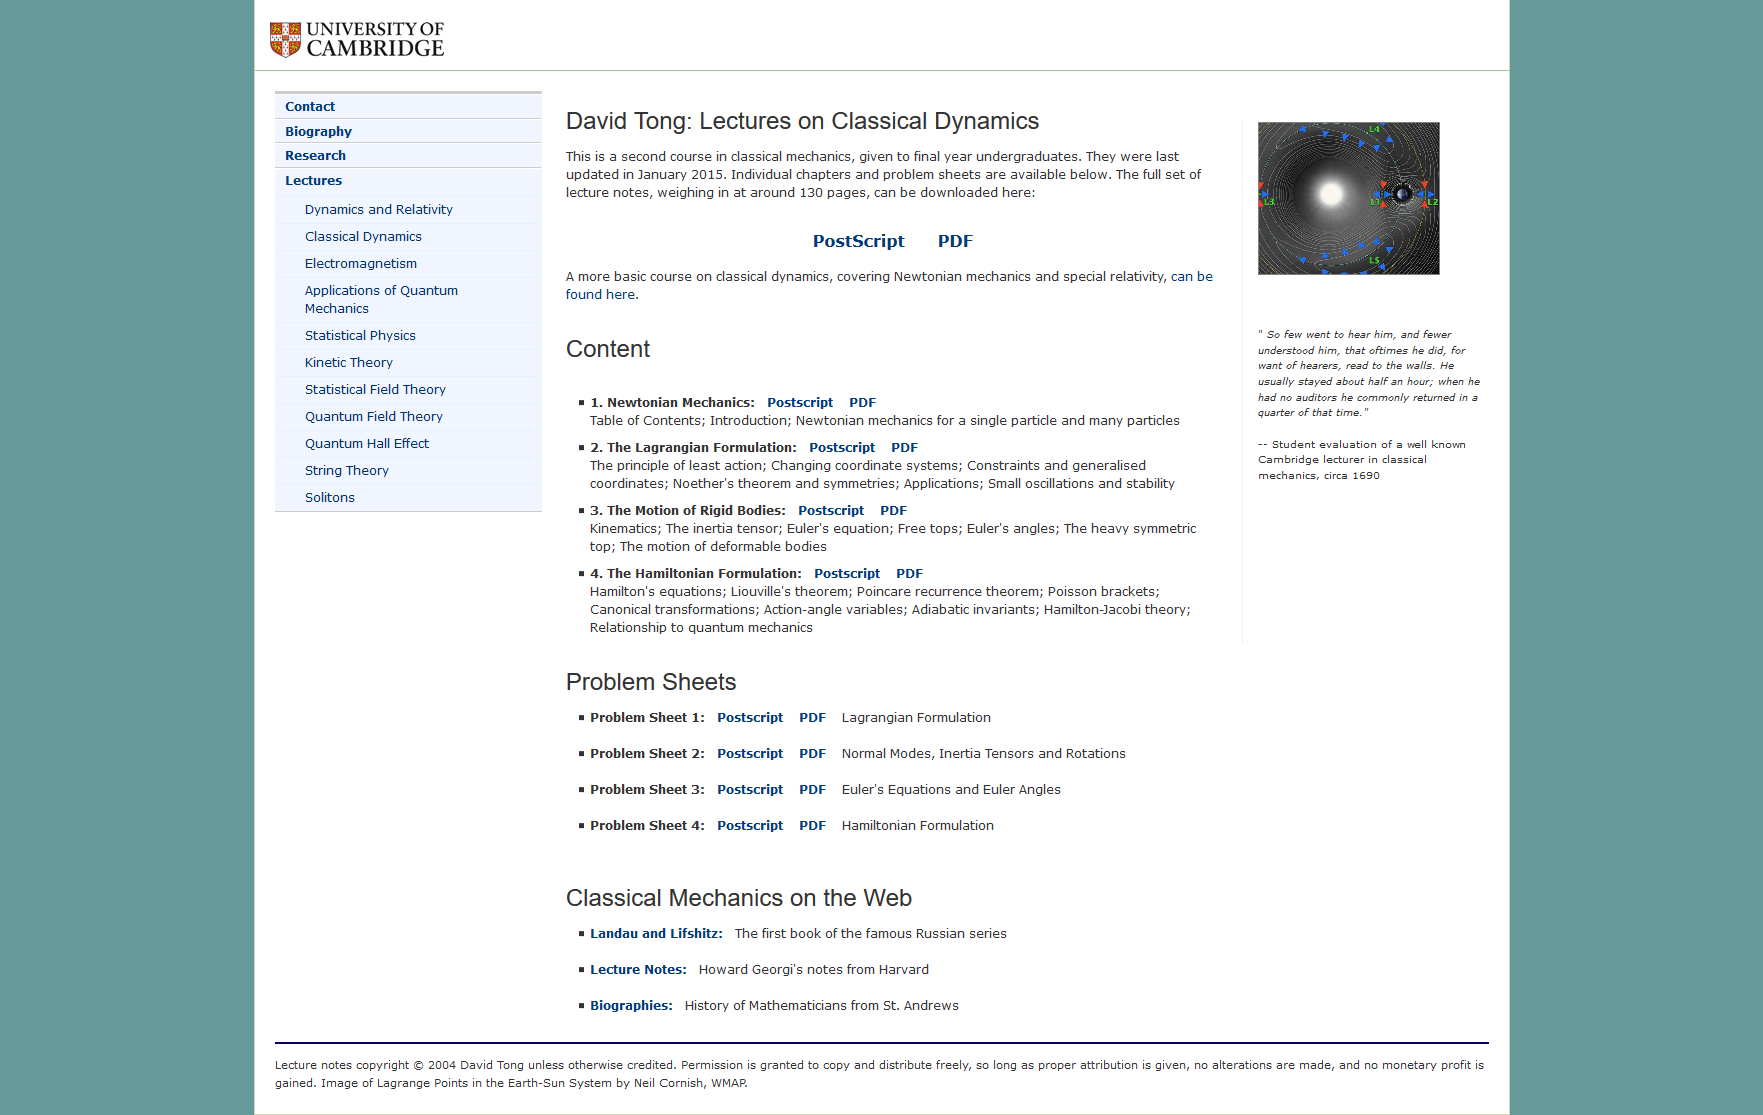 UNIVERSITY OF
CAMBRIDGE
Contact
Biography
Research
Lectures
Dynamics and Relativity
Classical Dynamics
Electromagnetism
Applications of Quantum
Mechanics
Statistical Physics
Kinetic Theory
Statistical Field Theory
Quantum Field Theory
Quantum Hall Effect
String Theory
Solitons
David Tong: Lectures on Classical Dynamics
This is a second course in classical mechanics, given to final year undergraduates. They were last
updated in January 2015. Individual chapters and problem sheets are available below. The full set of
lecture notes, weighing in at around 130 pages, can be downloaded here:
PostScript PDF
A more basic course on classical dynamics, covering Newtonian mechanics and special relativity, can be
found here.
Content
1. Newtonian Mechanics: Postscript PDF
Table of Contents; Introduction; Newtonian mechanics for a single particle and many particles
2. The Lagrangian Formulation: Postscript PDF
The principle of least action; Changing coordinate systems; Constraints and generalised
coordinates; Noether's theorem and symmetries; Applications; Small oscillations and stability
3. The Motion of Rigid Bodies: Postscript PDF
Kinematics; The inertia tensor; Euler's equation; Free tops; Euler's angles; The heavy symmetric
top; The motion of deformable bodies
4. The Hamiltonian Formulation: Postscript PDF
Hamilton's equations; Liouville's theorem; Poincare recurrence theorem; Poisson brackets;
Canonical transformations; Action-angle variables; Adiabatic invariants; Hamilton-Jacobi theory;
Relationship to quantum mechanics
Problem Sheets
Problem Sheet 1: Postscript PDF Lagrangian Formulation
Problem Sheet 2: Postscript PDF Normal Modes, Inertia Tensors and Rotations
Problem Sheet 3: Postscript PDF Euler's Equations and Euler Angles
Problem Sheet 4: Postscript PDF Hamiltonian Formulation
Classical Mechanics on the Web
Landau and Lifshitz: The first book of the famous Russian series
Lecture Notes: Howard Georgi's notes from Harvard
Biographies: History of Mathematicians from St. Andrews
L4
L3
L1
L2
L5
" So few went to hear him, and fewer
understood him, that oftimes he did, for
want of hearers, read to the walls. He
usually stayed about half an hour; when he
had no auditors he commonly returned in a
quarter of that time."
-- Student evaluation of a well known
Cambridge lecturer in classical
mechanics, circa 1690
Lecture notes copyright © 2004 David Tong unless otherwise credited. Permission is granted to copy and distribute freely, so long as proper attribution is given, no alterations are made, and no monetary profit is
gained. Image of Lagrange Points in the Earth-Sun System by Neil Cornish, WMAP.